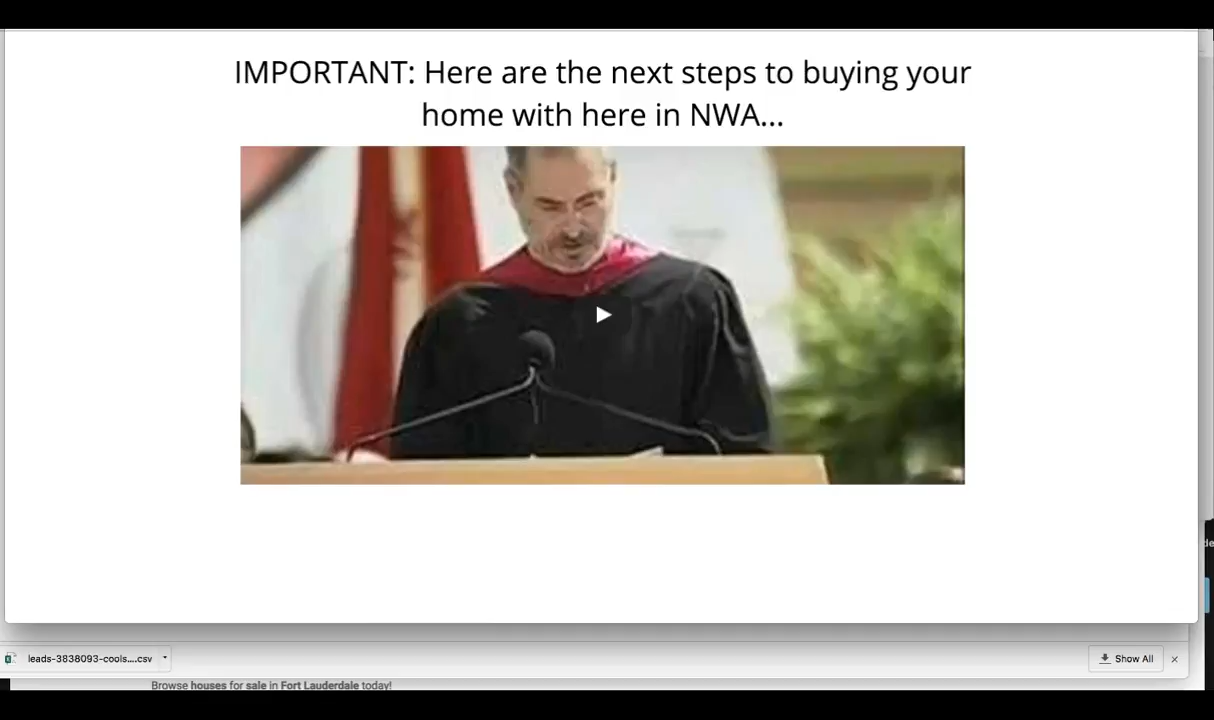 IMPORTANT: Here are the next steps to buying your
home with here in NWA...
leads-3838093-cools....csv
Show All
Browse houses for sale in Fort Lauderdale today!